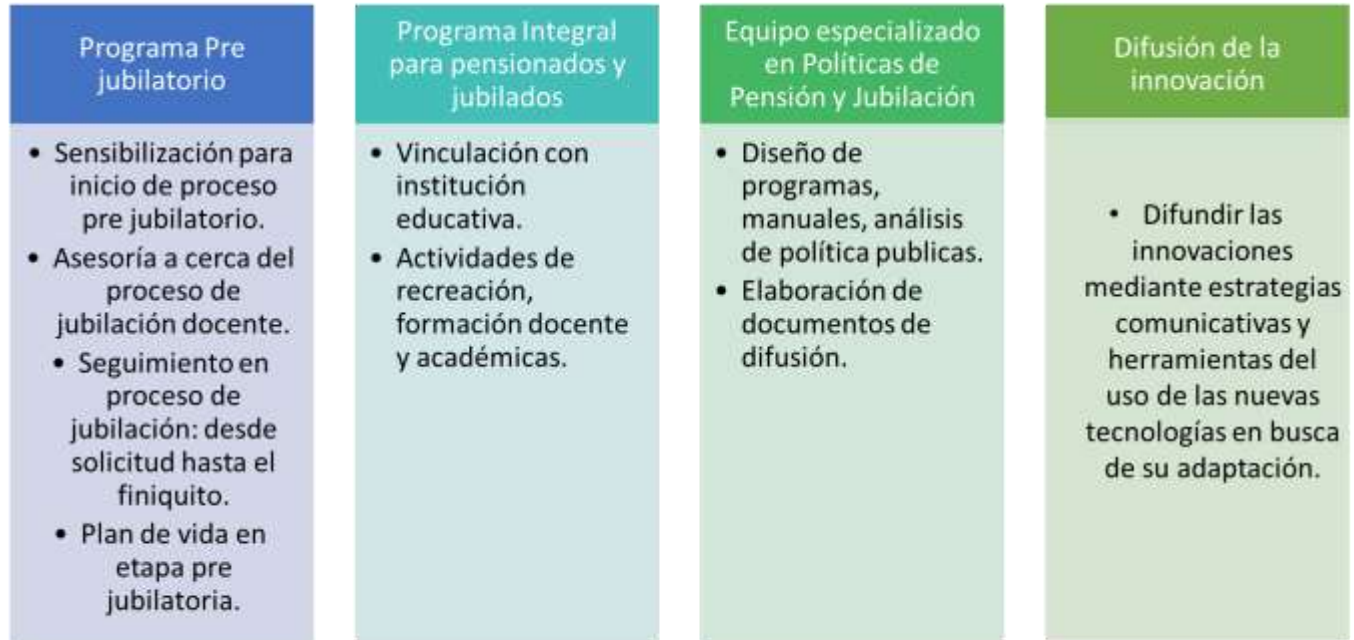 Programa Pre
jubilatorio
• Sensibilización para
inicio de proceso
pre jubilatorio.
• Asesoría a cerca del
proceso de
jubilación docente.
• Seguimiento en
proceso de
jubilación: desde
solicitud hasta el
finiquito.
• Plan de vida en
etapa pre
jubilatoria.
Programa Integral
para pensionados y
jubilados
• Vinculación con
institución
educativa.
• Actividades de
recreación,
formación docente
y académicas.
Equipo especializado
en Políticas de
Pensión y Jubilación
• Diseño de
programas,
manuales, análisis
de política publicas.
• Elaboración de
documentos de
difusión.
Difusión de la
innovación
• Difundir las
innovaciones
mediante estrategias
comunicativas y
herramientas del
uso de las nuevas
tecnologías en busca
de su adaptación.